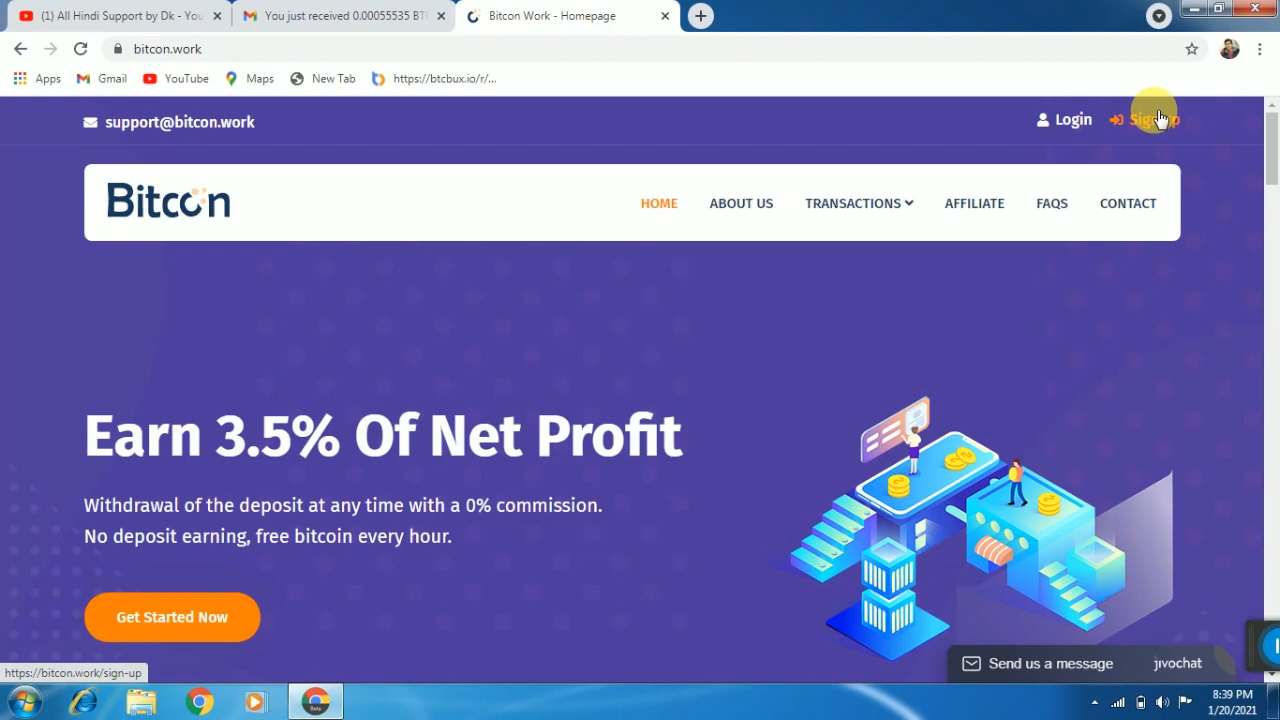 (1) All Hindi Support by Dk - You
You just received 0.00055535 BTC
Bitcon Work - Homepage
bitcon.work
Apps
Gmail
YouTube
Maps
New Tab
https://btcbux.io/r/...
support@bitcon.work
Login
Bitcon
HOME
ABOUT US
TRANSACTIONS
AFFILIATE
FAQS
CONTACT
Earn 3.5% Of Net Profit
Withdrawal of the deposit at any time with a 0% commission.
No deposit earning, free bitcoin every hour.
Get Started Now
https://bitcon.work/sign-up
Send us a message
jivochat
Beta
8:39 PM
1/20/2021